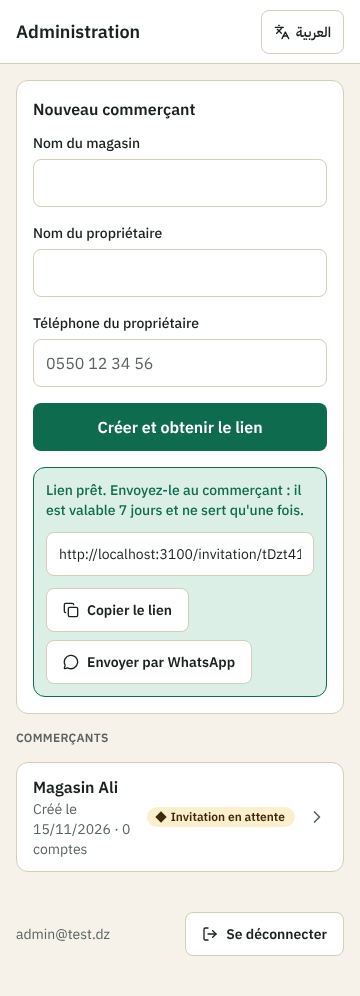 Administration
العربية
Nouveau commerçant
Nom du magasin
Nom du propriétaire
Téléphone du propriétaire
0550 12 34 56
Créer et obtenir le lien
Lien prêt. Envoyez-le au commerçant : il
est valable 7 jours et ne sert qu'une fois.
http://localhost:3100/invitation/tDzt41
Copier le lien
Envoyer par WhatsApp
COMMERÇANTS
Magasin Ali
Créé le
15/11/2026 · 0
comptes
Invitation en attente
admin@test.dz
Se déconnecter